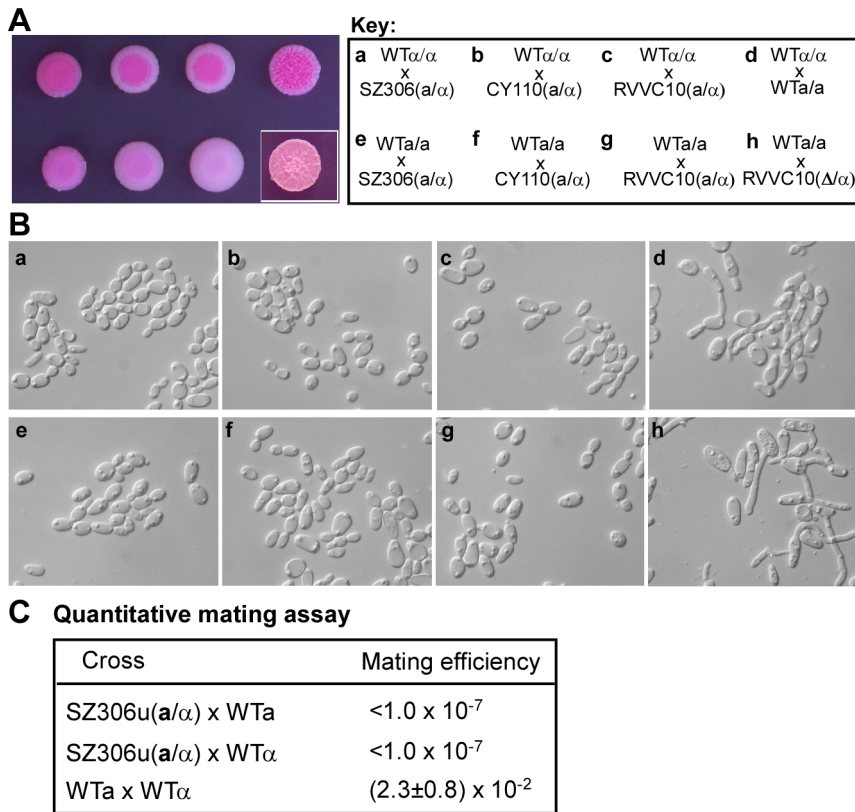 A
Key:
a WTα/α b WTα/α c WTα/α d WTα/α
x x x x
SZ306(a/α) CY110(a/α) RVVC10(a/α) WTa/a
e WTa/a f WTa/a g WTa/a h WTa/a
x x x x
SZ306(a/α) CY110(a/α) RVVC10(a/α) RVVC10(Δ/α)
B
a b c d
e f g h
C Quantitative mating assay
Cross Mating efficiency
SZ306u(a/α) x WTa <1.0 x 10⁻⁷
SZ306u(a/α) x WTα <1.0 x 10⁻⁷
WTa x WTα (2.3±0.8) x 10⁻²